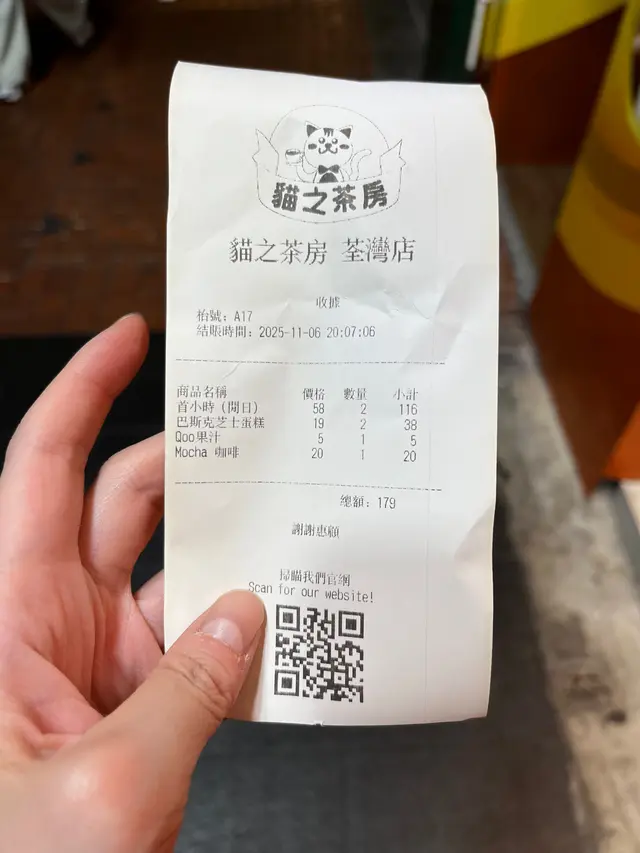 貓之茶房
貓之茶房 荃灣店
收據
枱號: A17
結賬時間: 2025-11-06 20:07:06
商品名稱 價格 數量 小計
首小時 (閒日) 58 2 116
巴斯克芝士蛋糕 19 2 38
Qoo果汁 5 1 5
Mocha 咖啡 20 1 20
總額: 179
謝謝惠顧
掃瞄我們官網
Scan for our website!